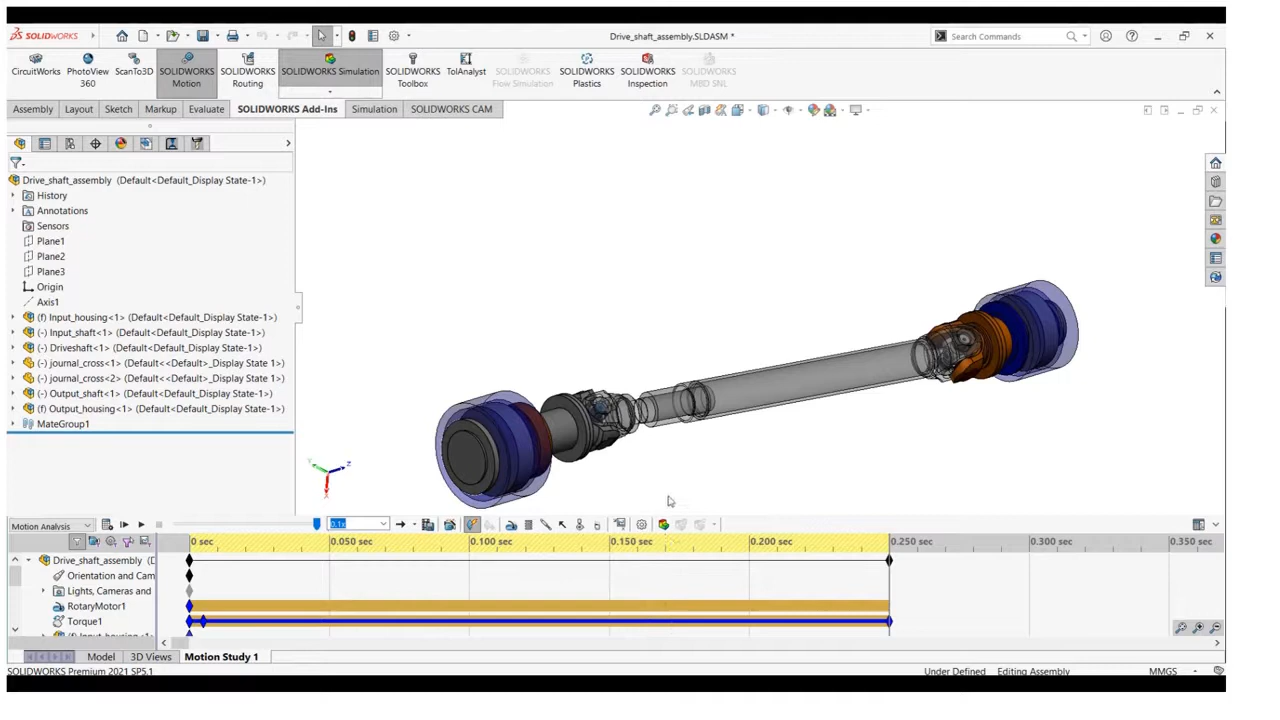 SOLIDWORKS
Drive_shaft_assembly.SLDASM *
Search Commands
CircuitWorks
PhotoView 360
ScanTo3D
SOLIDWORKS Motion
SOLIDWORKS Routing
SOLIDWORKS Simulation
SOLIDWORKS Toolbox
TolAnalyst
SOLIDWORKS Flow Simulation
SOLIDWORKS Plastics
SOLIDWORKS Inspection
SOLIDWORKS MBD SNL
Assembly
Layout
Sketch
Markup
Evaluate
SOLIDWORKS Add-Ins
Simulation
SOLIDWORKS CAM
Drive_shaft_assembly (Default<Default_Display State-1>)
History
Annotations
Sensors
Plane1
Plane2
Plane3
Origin
Axis1
(f) Input_housing<1> (Default<Default_Display State-1>)
(-) Input_shaft<1> (Default<Default_Display State-1>)
(-) Driveshaft<1> (Default<Default_Display State-1>)
(-) journal_cross<1> (Default<<Default>_Display State 1>)
(-) journal_cross<2> (Default<<Default>_Display State 1>)
(-) Output_shaft<1> (Default<Default_Display State-1>)
(f) Output_housing<1> (Default<Default_Display State-1>)
MateGroup1
Motion Analysis
0.1x
0 sec
0.050 sec
0.100 sec
0.150 sec
0.200 sec
0.250 sec
0.300 sec
0.350 sec
Drive_shaft_assembly (D
Orientation and Cam
Lights, Cameras and
RotaryMotor1
Torque1
Model
3D Views
Motion Study 1
SOLIDWORKS Premium 2021 SP5.1
Under Defined
Editing Assembly
MMGS